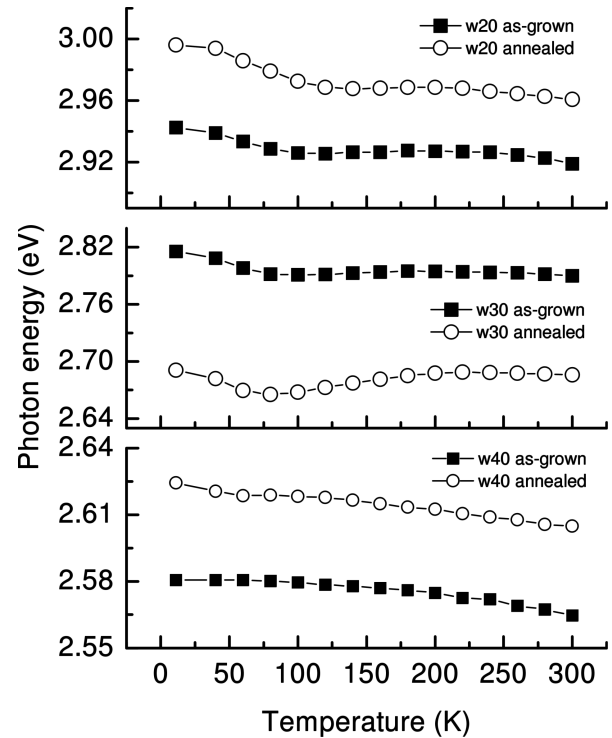 w20 as-grown
w20 annealed
3.00
2.96
2.92
2.82
2.76
2.70
2.64
w30 as-grown
w30 annealed
Photon energy (eV)
2.64
2.61
2.58
2.55
w40 as-grown
w40 annealed
0 50 100 150 200 250 300
Temperature (K)